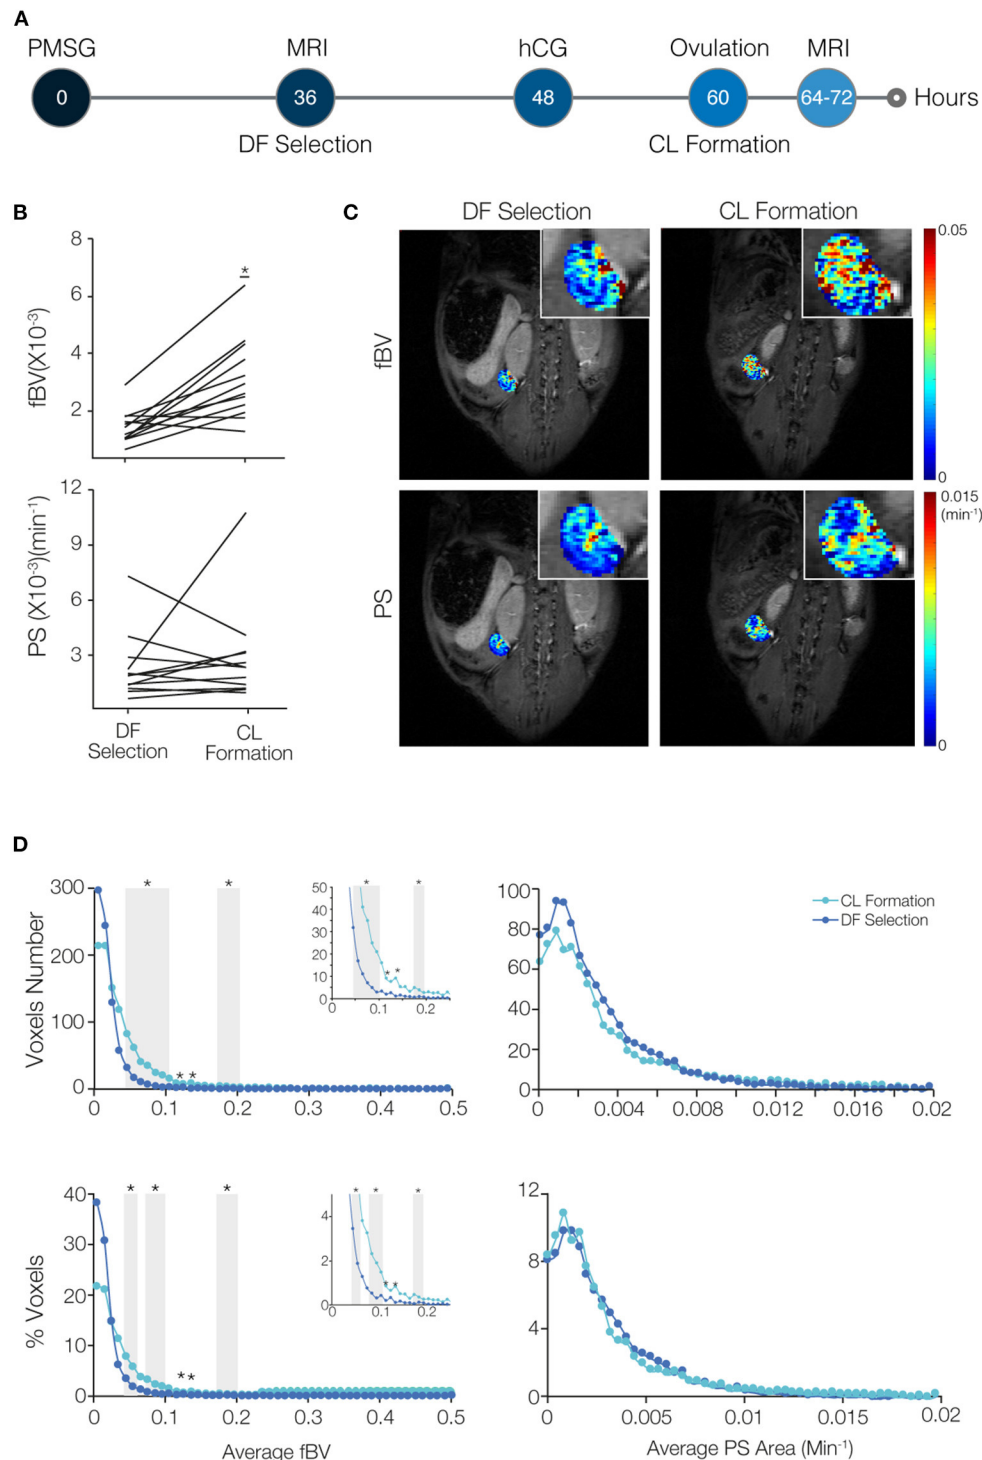 A
PMSG MRI hCG Ovulation MRI
0 36 48 60 64-72 Hours
DF Selection CL Formation
B
8
6
4
2
fBV(X10⁻³)
*
12
9
6
3
PS (X10⁻³)(min⁻¹)
DF Selection
CL Formation
C
DF Selection CL Formation
fBV
PS
0.05
0
0.015
(min⁻¹)
0
D
Voxels Number
300
200
100
0
0 0.1 0.2 0.3 0.4 0.5
* *
* *
50
40
30
20
10
0
0 0.1 0.2
* *
* *
100
80
60
40
20
0
0 0.004 0.008 0.012 0.016 0.02
CL Formation
DF Selection
% Voxels
40
30
20
10
0
0 0.1 0.2 0.3 0.4 0.5
* * *
**
Average fBV
4
2
0
0 0.1 0.2
* * *
* *
12
8
4
0
0 0.005 0.01 0.015 0.02
Average PS Area (Min⁻¹)